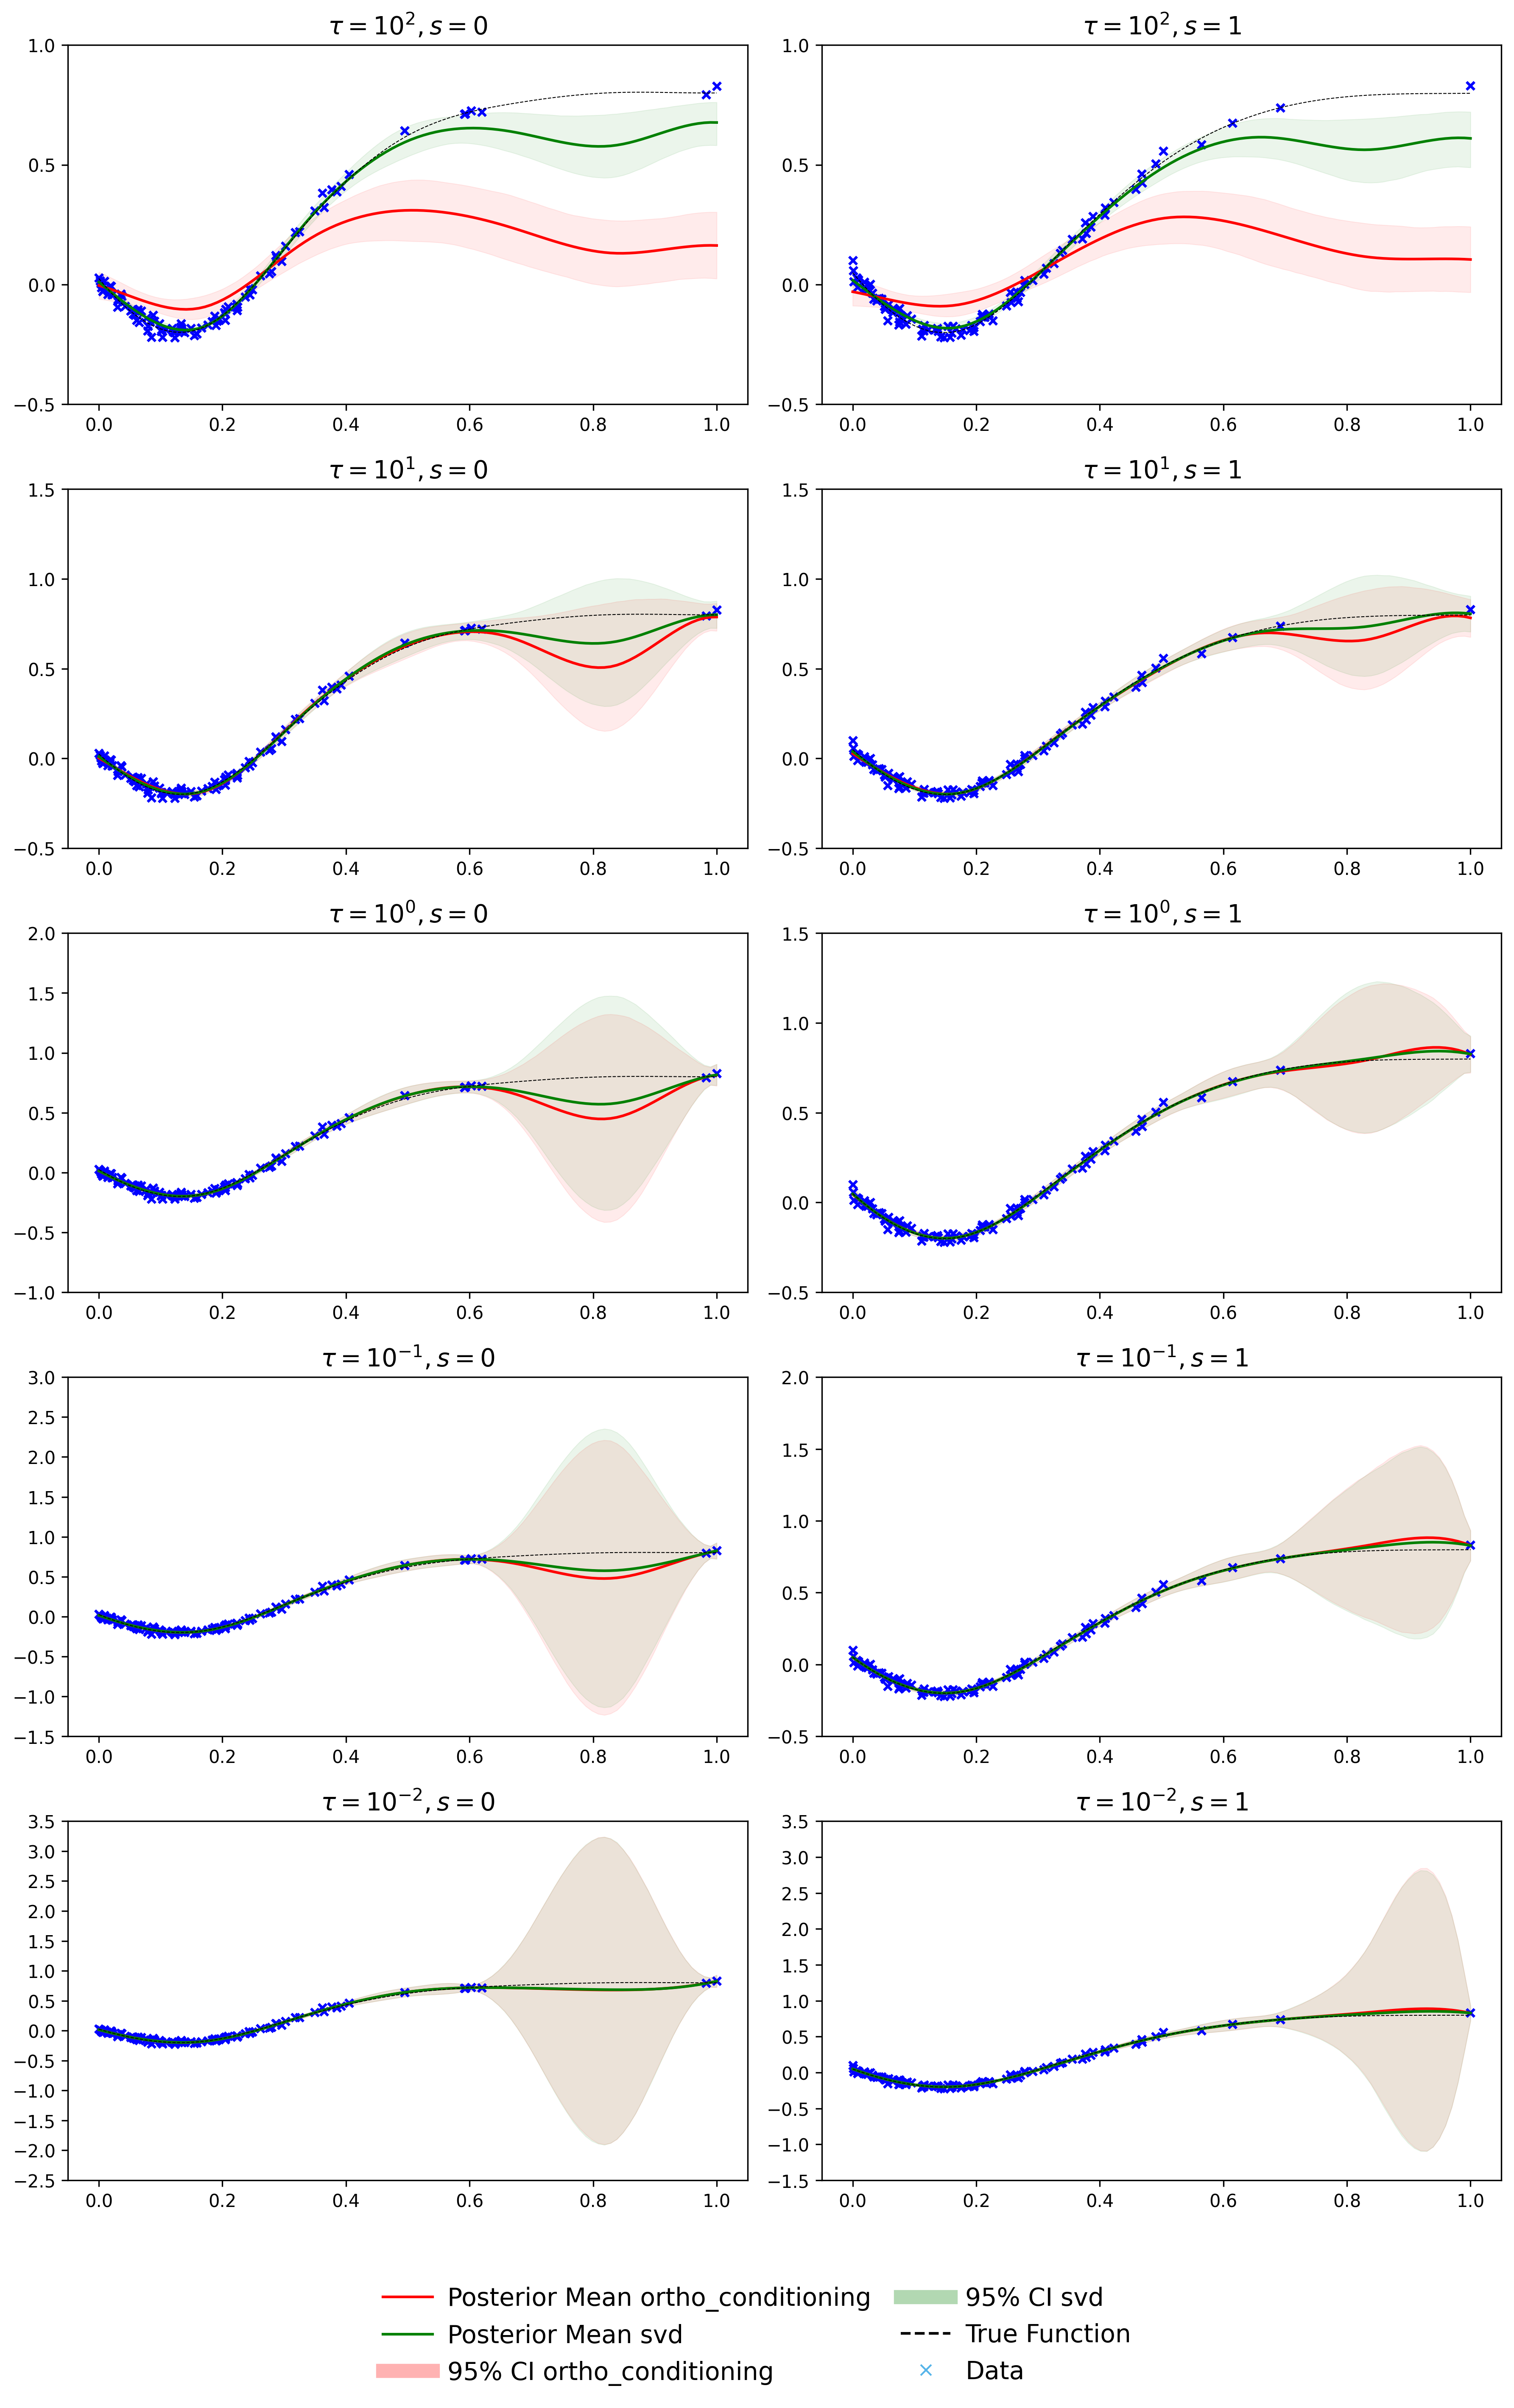 τ = 10², s = 0
1.0
0.5
0.0
−0.5
0.0 0.2 0.4 0.6 0.8 1.0
τ = 10², s = 1
1.0
0.5
0.0
−0.5
0.0 0.2 0.4 0.6 0.8 1.0
τ = 10¹, s = 0
1.5
1.0
0.5
0.0
−0.5
0.0 0.2 0.4 0.6 0.8 1.0
τ = 10¹, s = 1
1.5
1.0
0.5
0.0
−0.5
0.0 0.2 0.4 0.6 0.8 1.0
τ = 10⁰, s = 0
2.0
1.5
1.0
0.5
0.0
−0.5
−1.0
0.0 0.2 0.4 0.6 0.8 1.0
τ = 10⁰, s = 1
1.5
1.0
0.5
0.0
−0.5
0.0 0.2 0.4 0.6 0.8 1.0
τ = 10⁻¹, s = 0
3.0
2.5
2.0
1.5
1.0
0.5
0.0
−0.5
−1.0
−1.5
0.0 0.2 0.4 0.6 0.8 1.0
τ = 10⁻¹, s = 1
2.0
1.5
1.0
0.5
0.0
−0.5
0.0 0.2 0.4 0.6 0.8 1.0
τ = 10⁻², s = 0
3.5
3.0
2.5
2.0
1.5
1.0
0.5
0.0
−0.5
−1.0
−1.5
−2.0
−2.5
0.0 0.2 0.4 0.6 0.8 1.0
τ = 10⁻², s = 1
3.5
3.0
2.5
2.0
1.5
1.0
0.5
0.0
−0.5
−1.0
−1.5
0.0 0.2 0.4 0.6 0.8 1.0
Posterior Mean ortho_conditioning
Posterior Mean svd
95% CI ortho_conditioning
95% CI svd
True Function
Data